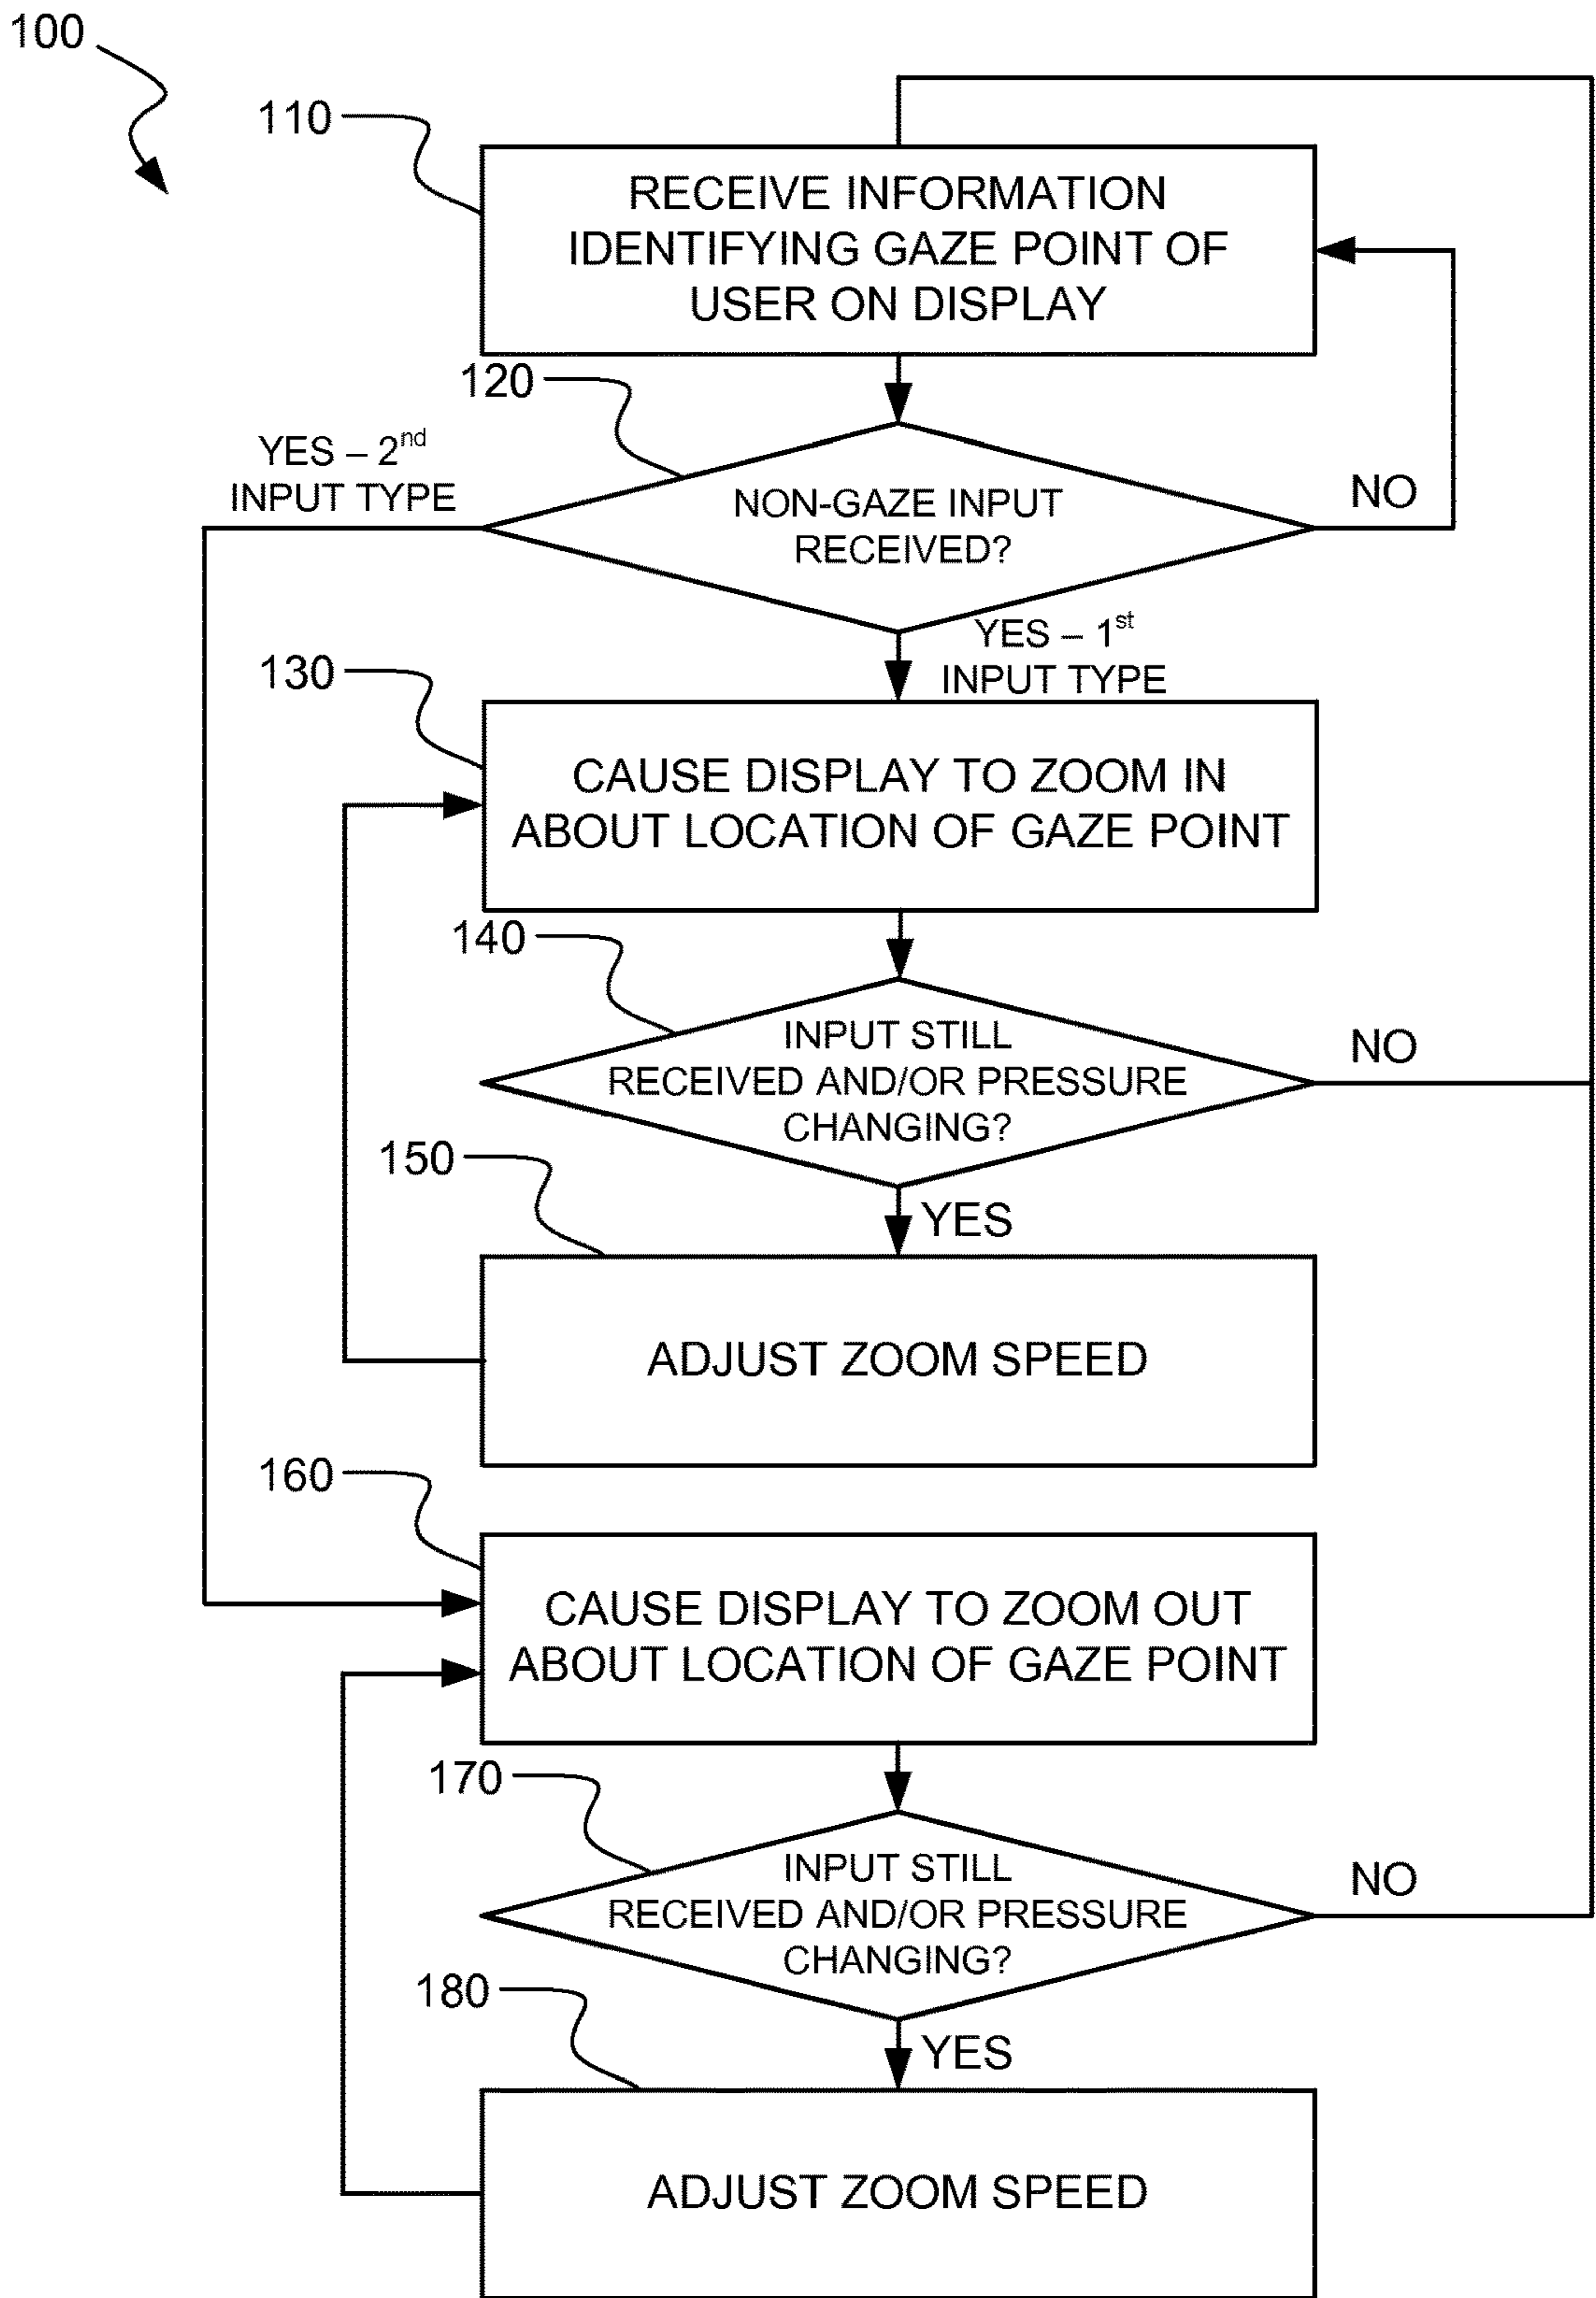 100
110
RECEIVE INFORMATION
IDENTIFYING GAZE POINT OF
USER ON DISPLAY
120
YES – 2nd
INPUT TYPE
NON-GAZE INPUT
RECEIVED?
NO
YES – 1st
INPUT TYPE
130
CAUSE DISPLAY TO ZOOM IN
ABOUT LOCATION OF GAZE POINT
140
INPUT STILL
RECEIVED AND/OR PRESSURE
CHANGING?
NO
150
YES
ADJUST ZOOM SPEED
160
CAUSE DISPLAY TO ZOOM OUT
ABOUT LOCATION OF GAZE POINT
170
INPUT STILL
RECEIVED AND/OR PRESSURE
CHANGING?
NO
180
YES
ADJUST ZOOM SPEED